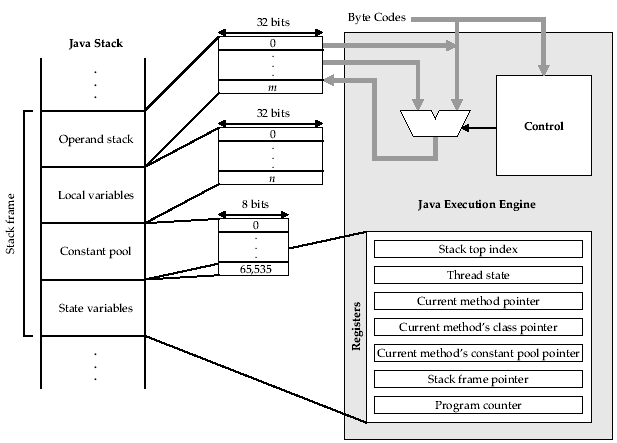 Java Stack
.
.
.
Stack frame
Operand stack
Local variables
Constant pool
State variables
.
.
.
32 bits
0
.
.
.
m
32 bits
0
.
.
.
n
8 bits
0
.
.
.
65,535
Byte Codes
Control
Java Execution Engine
Registers
Stack top index
Thread state
Current method pointer
Current method's class pointer
Current method's constant pool pointer
Stack frame pointer
Program counter